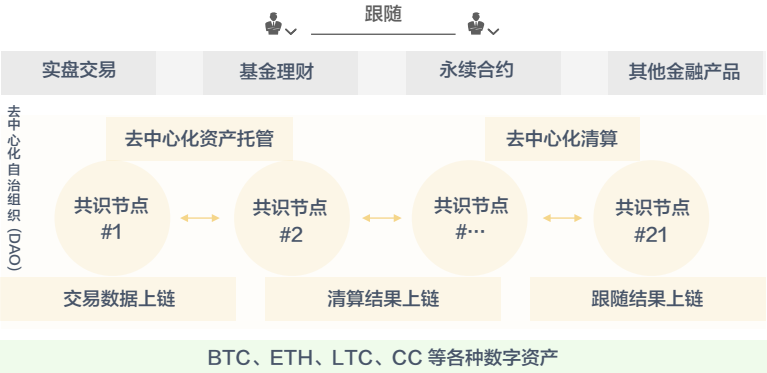 跟随
实盘交易
基金理财
永续合约
其他金融产品
去中心化自治组织 (DAO)
去中心化资产托管
去中心化清算
共识节点
#1
共识节点
#2
共识节点
#…
共识节点
#21
交易数据上链
清算结果上链
跟随结果上链
BTC、ETH、LTC、CC 等各种数字资产